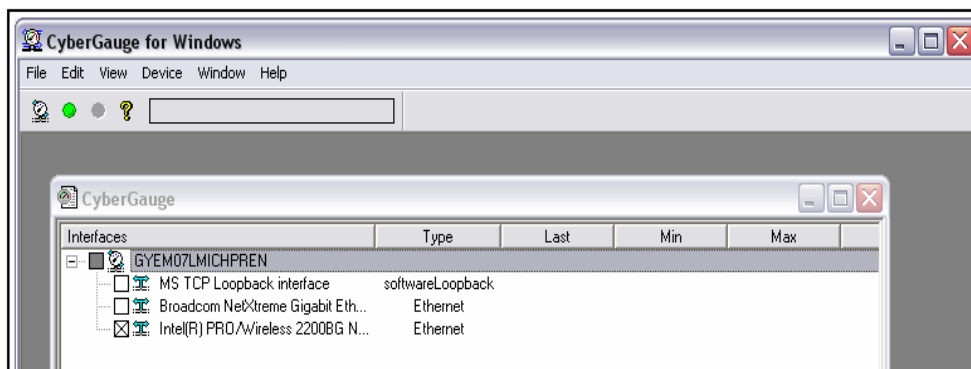 CyberGauge for Windows
File Edit View Device Window Help
CyberGauge
Interfaces Type Last Min Max
GYEM07LMICHPREN
MS TCP Loopback interface softwareLoopback
Broadcom NetXtreme Gigabit Eth... Ethernet
Intel(R) PRO/Wireless 2200BG N... Ethernet